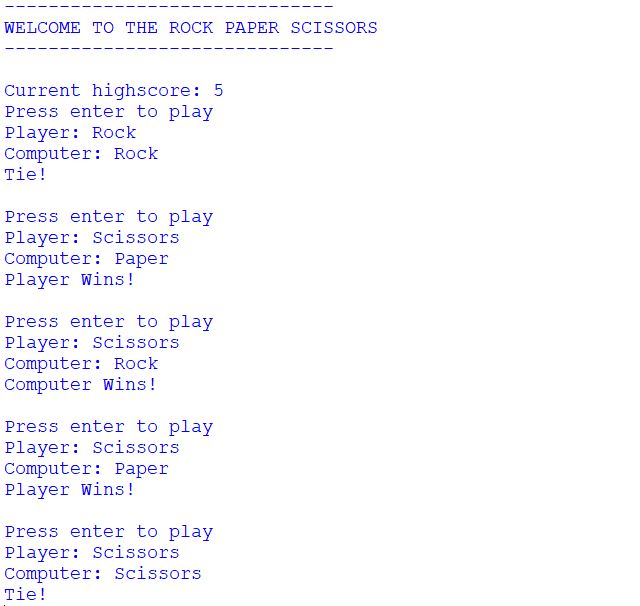 ------------------------------
WELCOME TO THE ROCK PAPER SCISSORS
------------------------------
Current highscore: 5
Press enter to play
Player: Rock
Computer: Rock
Tie!
Press enter to play
Player: Scissors
Computer: Paper
Player Wins!
Press enter to play
Player: Scissors
Computer: Rock
Computer Wins!
Press enter to play
Player: Scissors
Computer: Paper
Player Wins!
Press enter to play
Player: Scissors
Computer: Scissors
Tie!